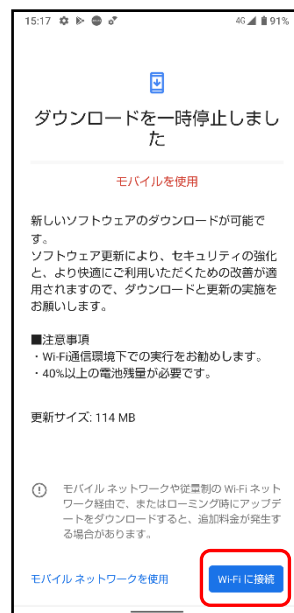 15:17
4G 91%
ダウンロードを一時停止しまし
た
モバイルを使用
新しいソフトウェアのダウンロードが可能で
す。
ソフトウェア更新により、セキュリティの強化
と、より快適にご利用いただくための改善が適
用されますので、ダウンロードと更新の実施を
お願いします。
■注意事項
・Wi-Fi通信環境下での実行をお勧めします。
・40%以上の電池残量が必要です。
更新サイズ: 114 MB
モバイル ネットワークや従量制の Wi-Fi ネット
ワーク経由で、またはローミング時にアップデ
ートをダウンロードすると、追加料金が発生す
る場合があります。
モバイル ネットワークを使用
Wi-Fi に接続